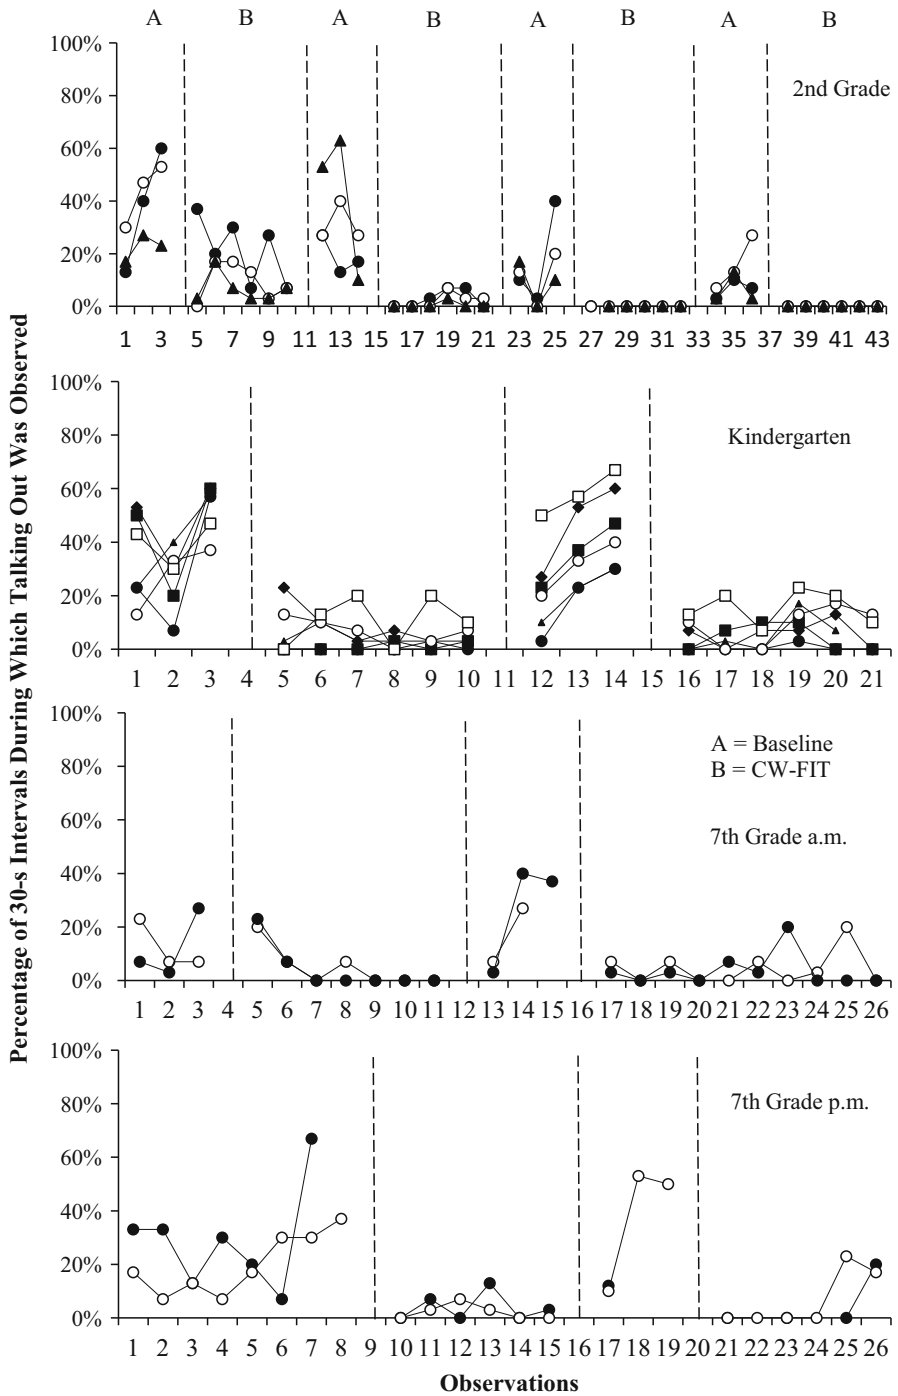 A B A B A B A B
100%
80%
60%
40%
20%
0%
2nd Grade
1 3 5 7 9 11 13 15 16 17 19 21 23 25 27 29 31 33 35 37 39 41 43
100%
80%
60%
40%
20%
0%
Kindergarten
1 2 3 4 5 6 7 8 9 10 11 12 13 14 15 16 17 18 19 20 21
100%
80%
60%
40%
20%
0%
A = Baseline
B = CW-FIT
7th Grade a.m.
1 2 3 4 5 6 7 8 9 10 11 12 13 14 15 16 17 18 19 20 21 22 23 24 25 26
100%
80%
60%
40%
20%
0%
7th Grade p.m.
1 2 3 4 5 6 7 8 9 10 11 12 13 14 15 16 17 18 19 20 21 22 23 24 25 26
Percentage of 30-s Intervals During Which Talking Out Was Observed
Observations